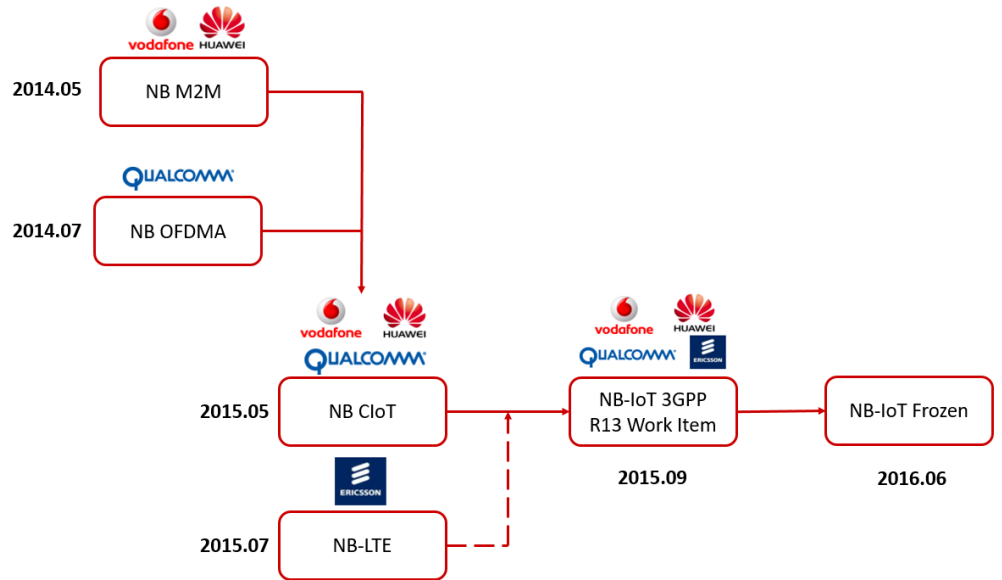 vodafone HUAWEI
2014.05
NB M2M
QUALCOMM®
2014.07
NB OFDMA
vodafone HUAWEI
QUALCOMM®
2015.05
NB CIoT
vodafone HUAWEI
QUALCOMM® ERICSSON
NB-IoT 3GPP
R13 Work Item
2015.09
NB-IoT Frozen
2016.06
ERICSSON
2015.07
NB-LTE